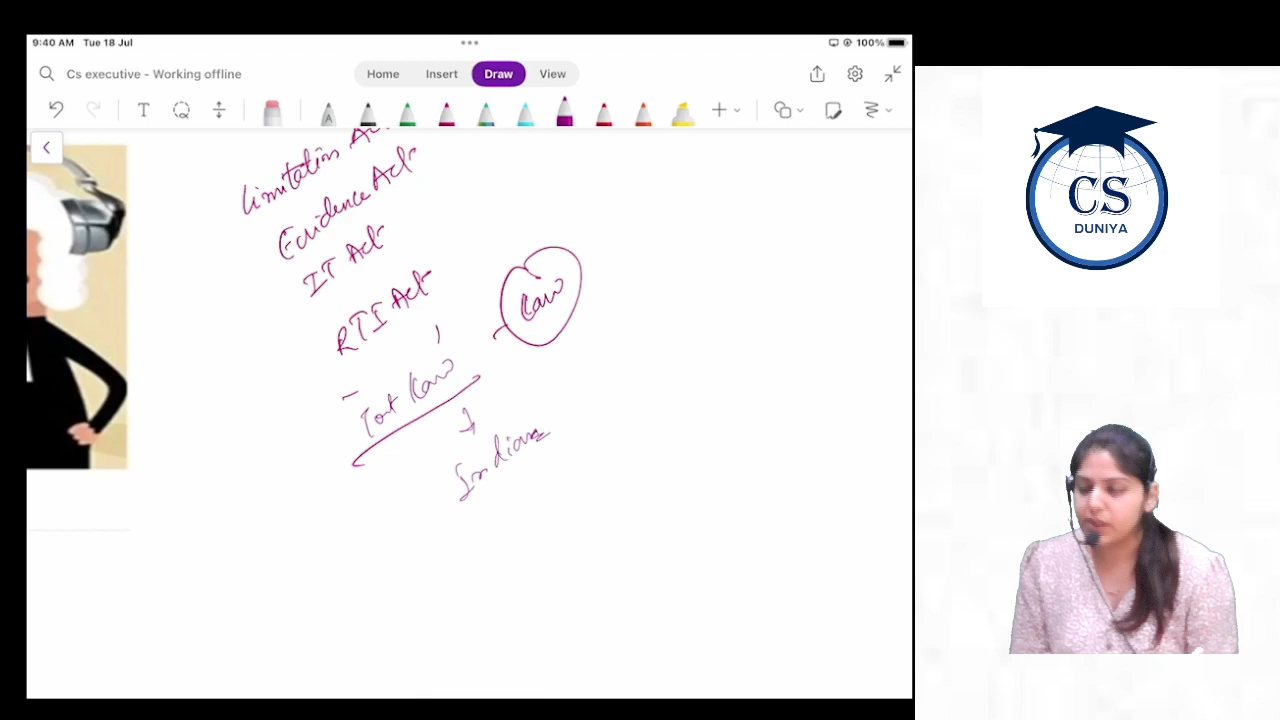 9:40 AM Tue 18 Jul
100%
Cs executive - Working offline
Home Insert Draw View
T
A
Limitation Ac
Evidence Act
IT Act
RTI Act
Law
Tort Law
Indian
CS
DUNIYA